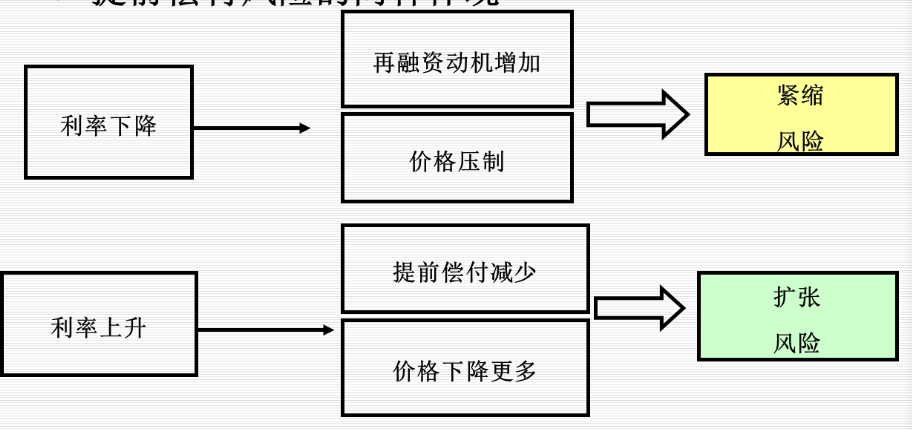 再融资动机增加
利率下降
价格压制
紧缩
风险
提前偿付减少
利率上升
价格下降更多
扩张
风险